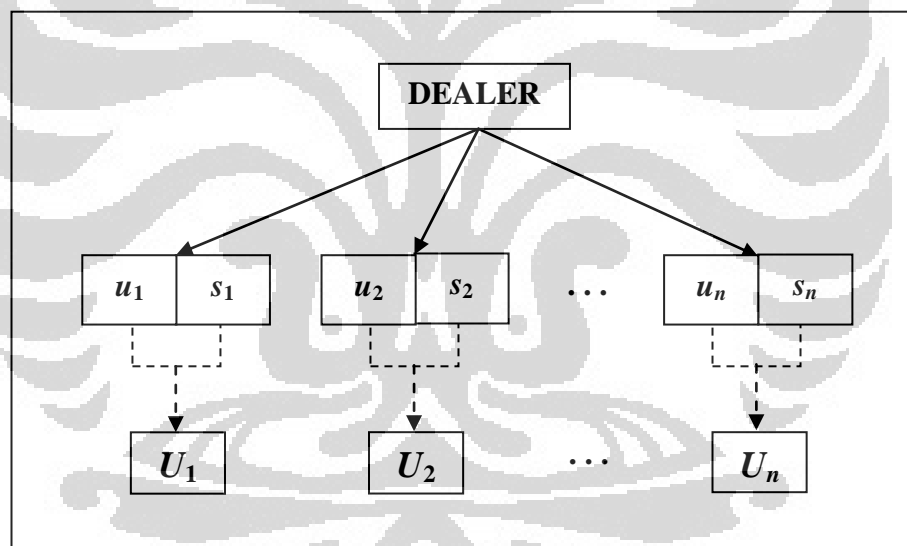 DEALER
u₁ s₁ u₂ s₂ ... uₙ sₙ
U₁ U₂ ... Uₙ